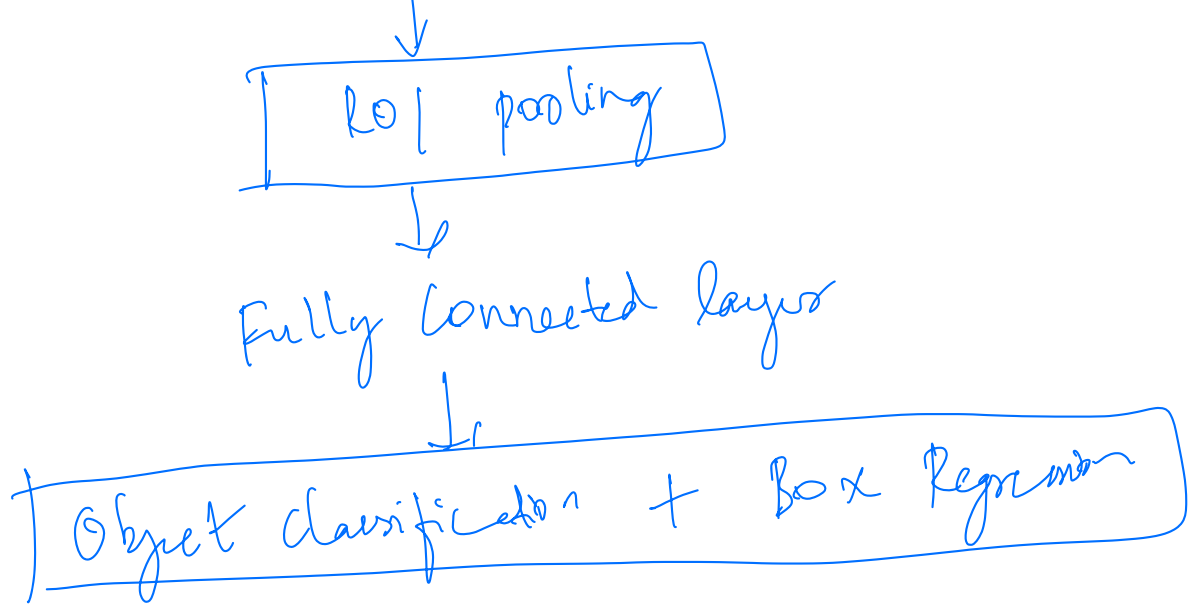 ROI pooling
Fully Connected layer
Object Classification + Box Regression